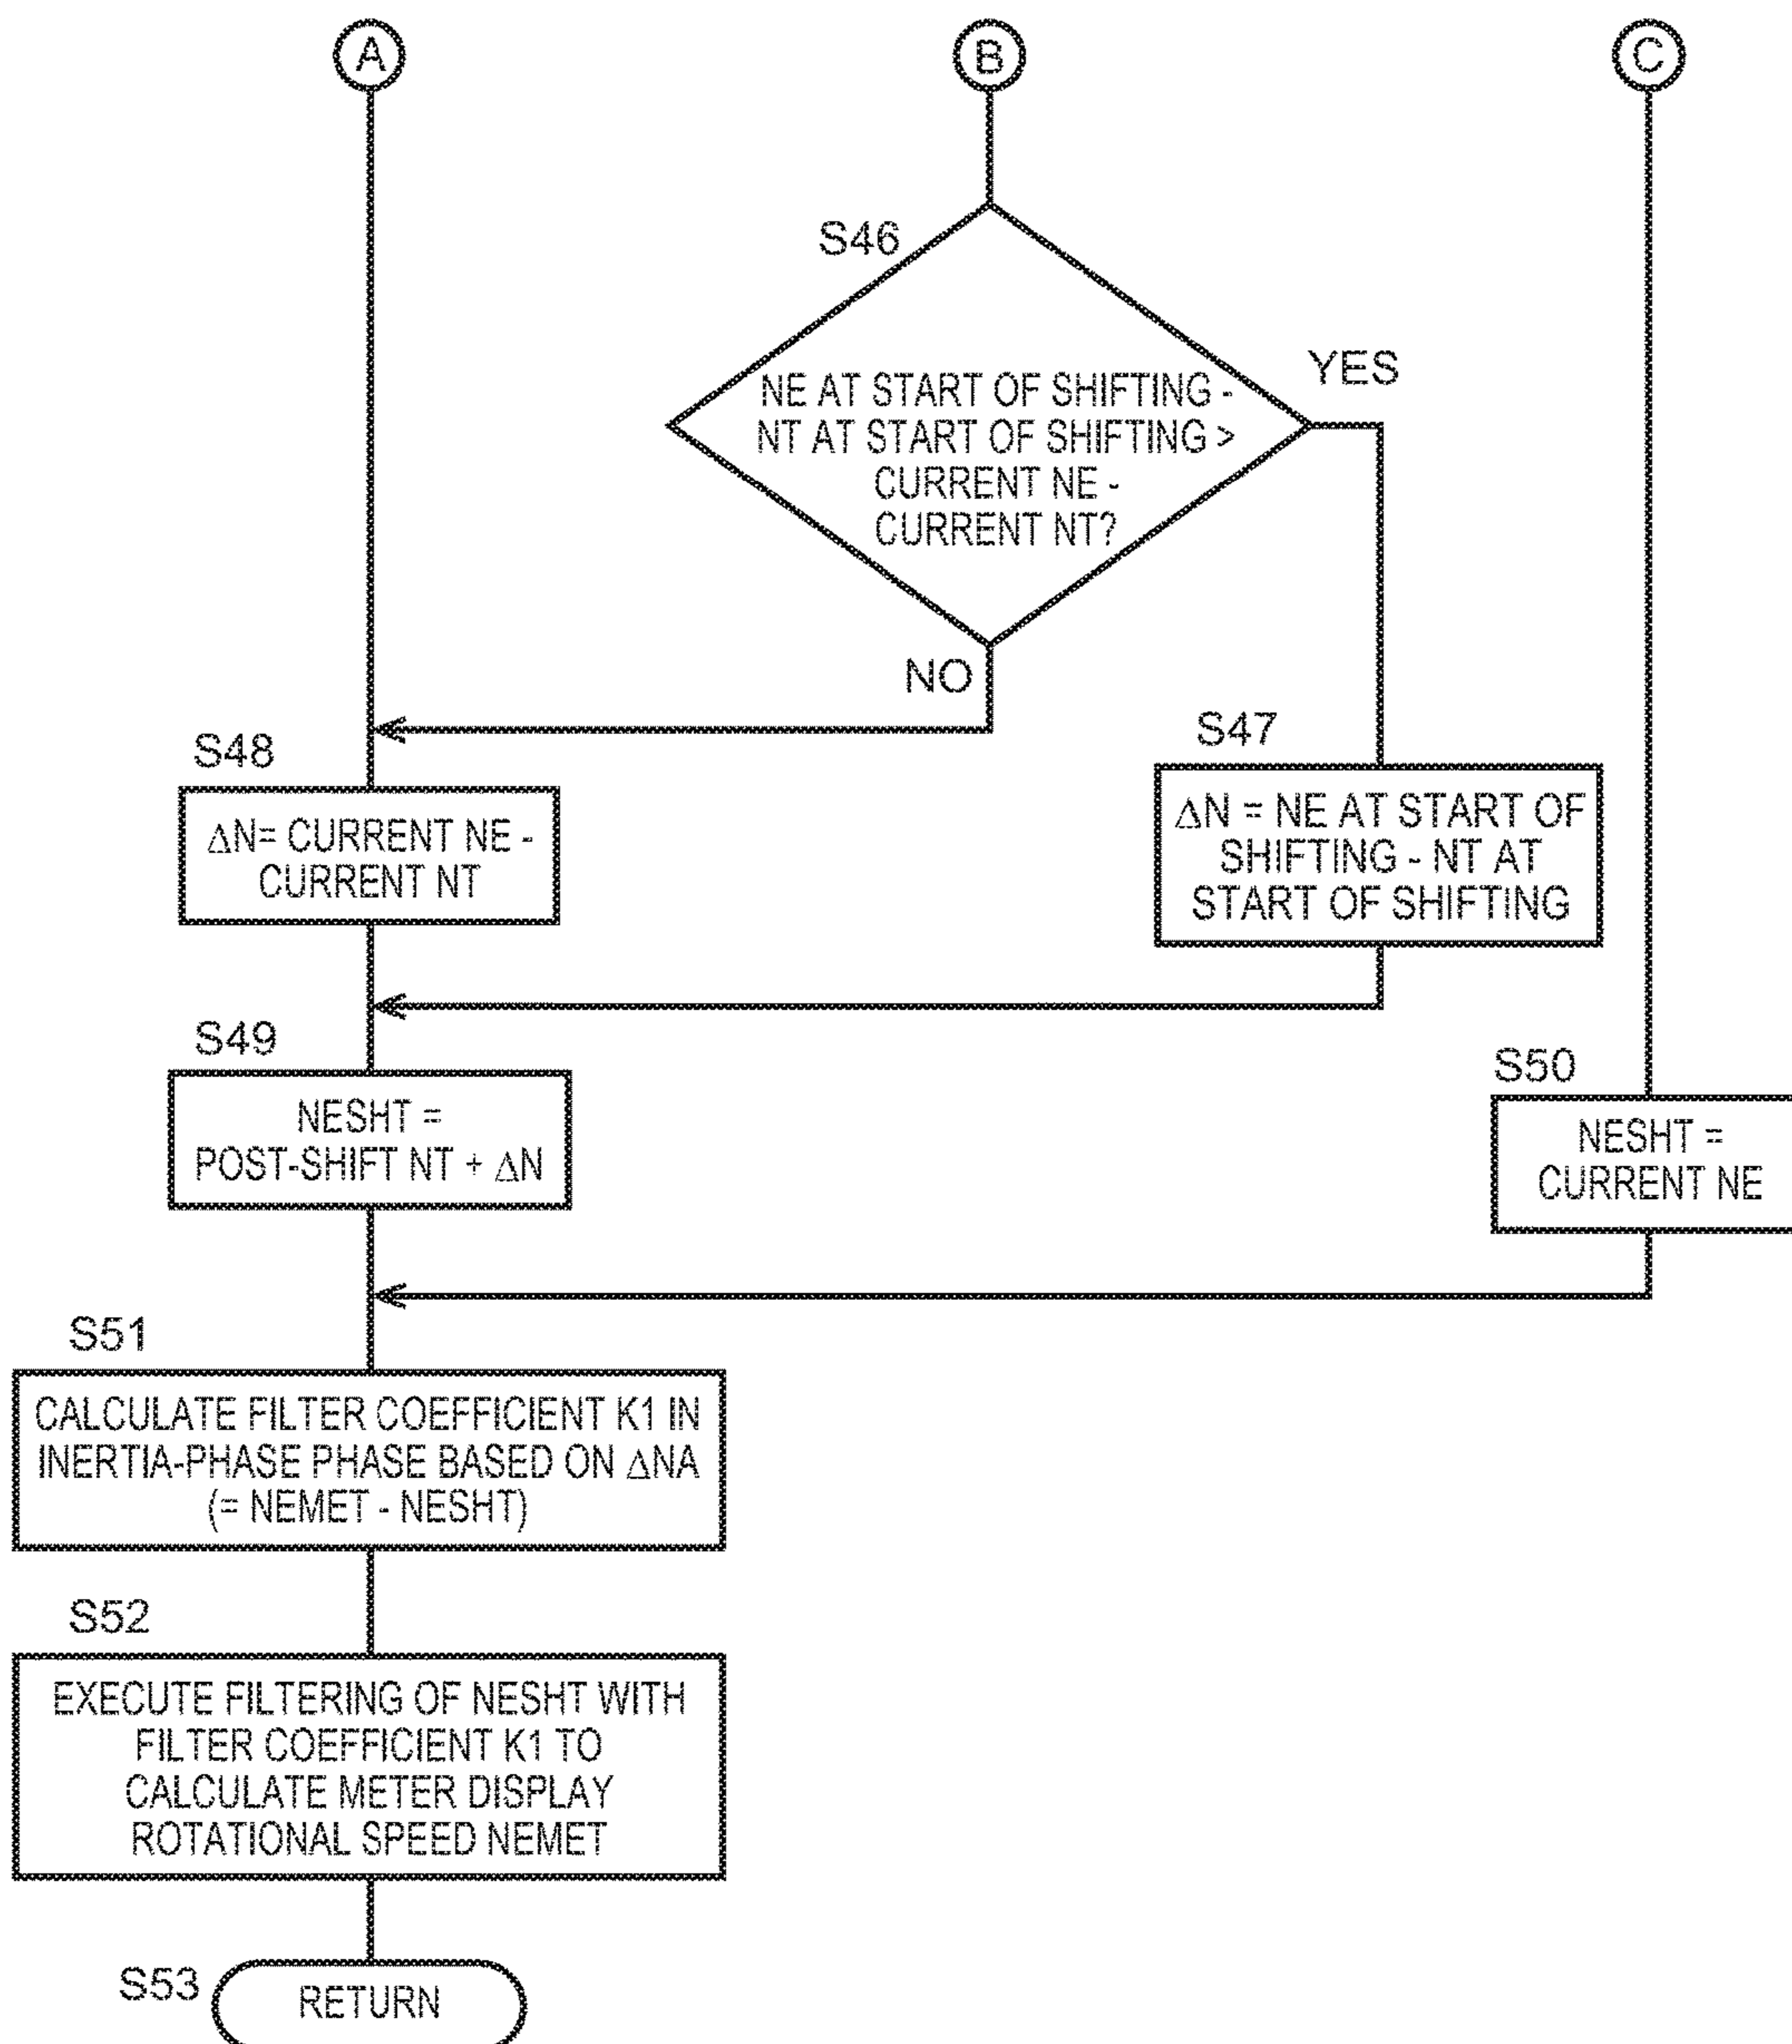 A
B
C
S46
NE AT START OF SHIFTING -
NT AT START OF SHIFTING >
CURRENT NE -
CURRENT NT?
YES
NO
S48
ΔN= CURRENT NE -
CURRENT NT
S47
ΔN = NE AT START OF
SHIFTING - NT AT
START OF SHIFTING
S49
NESHT =
POST-SHIFT NT + ΔN
S50
NESHT =
CURRENT NE
S51
CALCULATE FILTER COEFFICIENT K1 IN
INERTIA-PHASE PHASE BASED ON ΔNA
(= NEMET - NESHT)
S52
EXECUTE FILTERING OF NESHT WITH
FILTER COEFFICIENT K1 TO
CALCULATE METER DISPLAY
ROTATIONAL SPEED NEMET
S53
RETURN